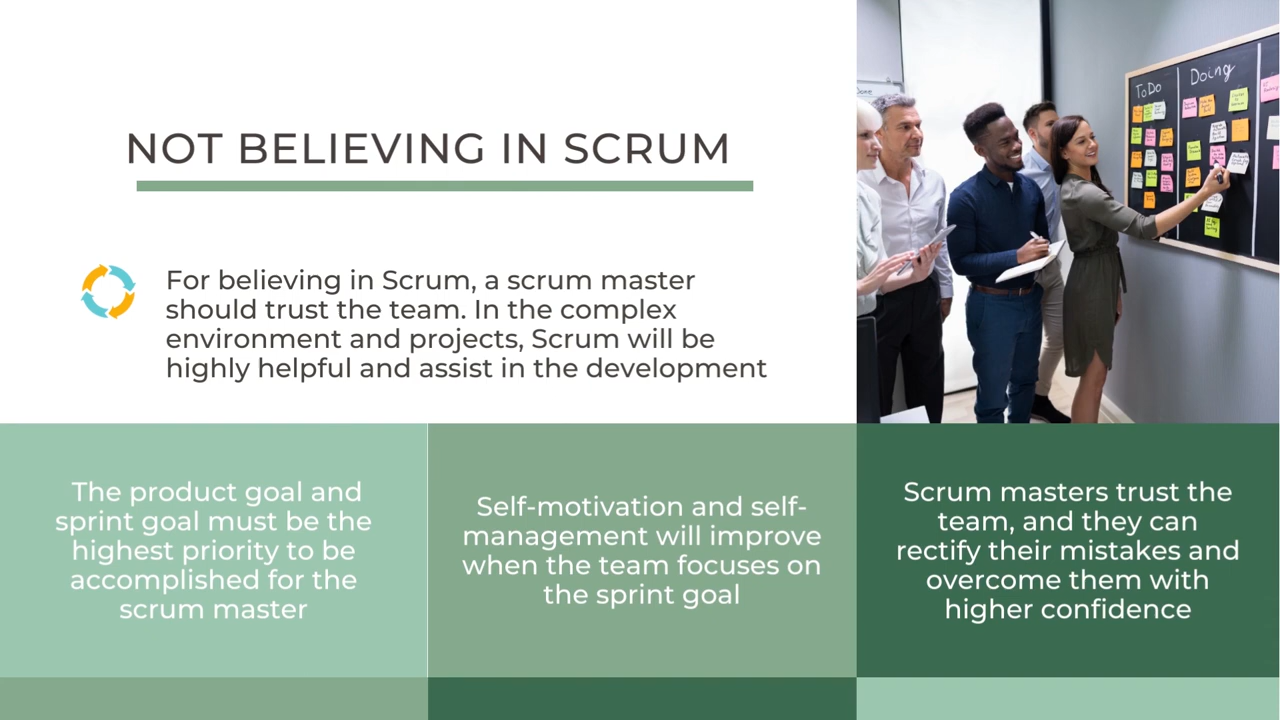 NOT BELIEVING IN SCRUM
For believing in Scrum, a scrum master
should trust the team. In the complex
environment and projects, Scrum will be
highly helpful and assist in the development
ToDo
Doing
The product goal and
sprint goal must be the
highest priority to be
accomplished for the
scrum master
Self-motivation and self-
management will improve
when the team focuses on
the sprint goal
Scrum masters trust the
team, and they can
rectify their mistakes and
overcome them with
higher confidence